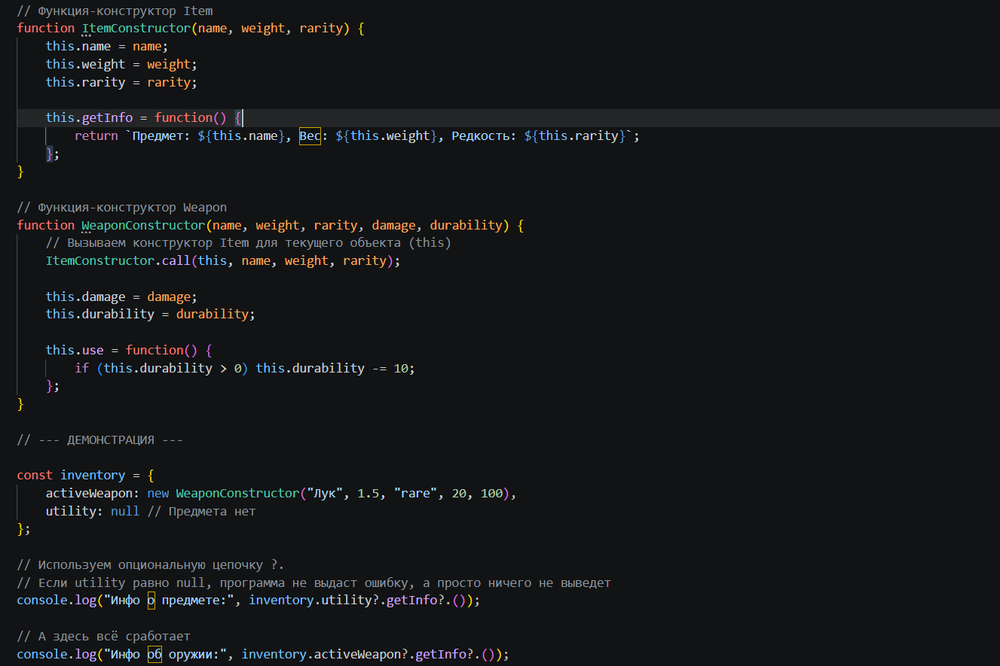 // Функция-конструктор Item
function ItemConstructor(name, weight, rarity) {
    this.name = name;
    this.weight = weight;
    this.rarity = rarity;

    this.getInfo = function() {
        return `Предмет: ${this.name}, Вес: ${this.weight}, Редкость: ${this.rarity}`;
    };
}

// Функция-конструктор Weapon
function WeaponConstructor(name, weight, rarity, damage, durability) {
    // Вызываем конструктор Item для текущего объекта (this)
    ItemConstructor.call(this, name, weight, rarity);

    this.damage = damage;
    this.durability = durability;

    this.use = function() {
        if (this.durability > 0) this.durability -= 10;
    };
}

// --- ДЕМОНСТРАЦИЯ ---

const inventory = {
    activeWeapon: new WeaponConstructor("Лук", 1.5, "rare", 20, 100),
    utility: null // Предмета нет
};

// Используем опциональную цепочку ?.
// Если utility равно null, программа не выдаст ошибку, а просто ничего не выведет
console.log("Инфо о предмете:", inventory.utility?.getInfo?.());

// А здесь всё сработает
console.log("Инфо об оружии:", inventory.activeWeapon?.getInfo?.());